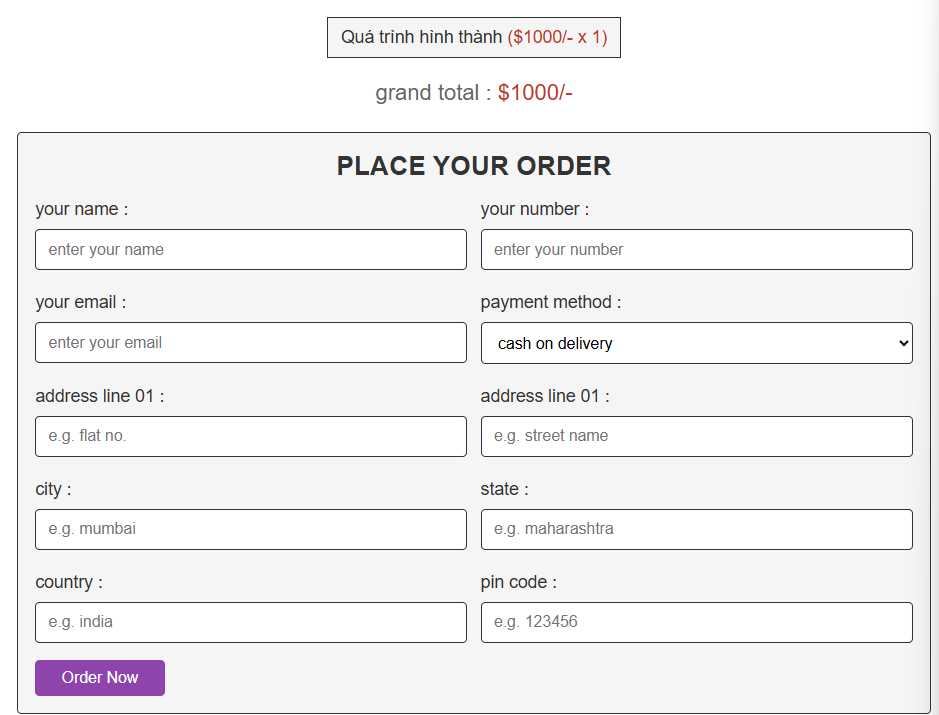 Quá trình hình thành ($1000/- x 1)
grand total : $1000/-
PLACE YOUR ORDER
your name :
your number :
enter your name
enter your number
your email :
payment method :
enter your email
cash on delivery
address line 01 :
address line 01 :
e.g. flat no.
e.g. street name
city :
state :
e.g. mumbai
e.g. maharashtra
country :
pin code :
e.g. india
e.g. 123456
Order Now